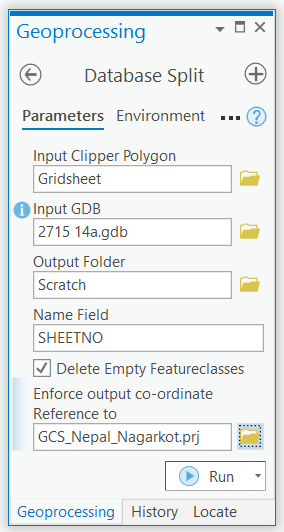 Geoprocessing
Database Split
Parameters Environment ... ?
Input Clipper Polygon
Gridsheet
Input GDB
2715 14a.gdb
Output Folder
Scratch
Name Field
SHEETNO
Delete Empty Featureclasses
Enforce output co-ordinate
Reference to
GCS_Nepal_Nagarkot.prj
Run
Geoprocessing History Locate